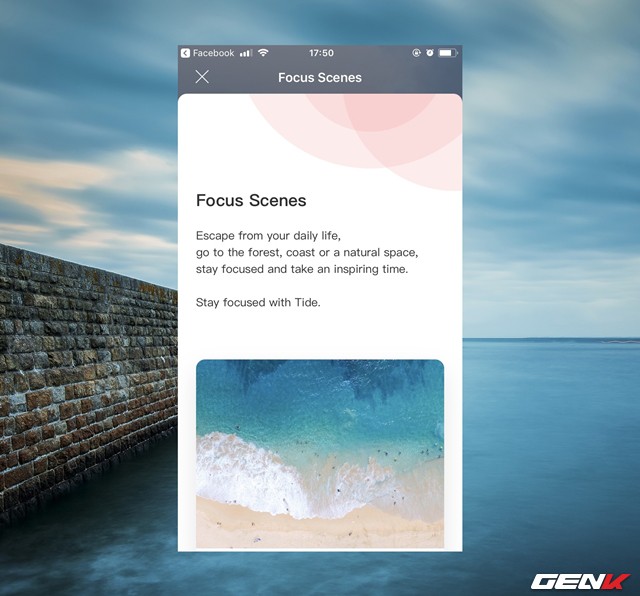 Facebook
17:50
Focus Scenes
Focus Scenes
Escape from your daily life,
go to the forest, coast or a natural space,
stay focused and take an inspiring time.
Stay focused with Tide.
GENK